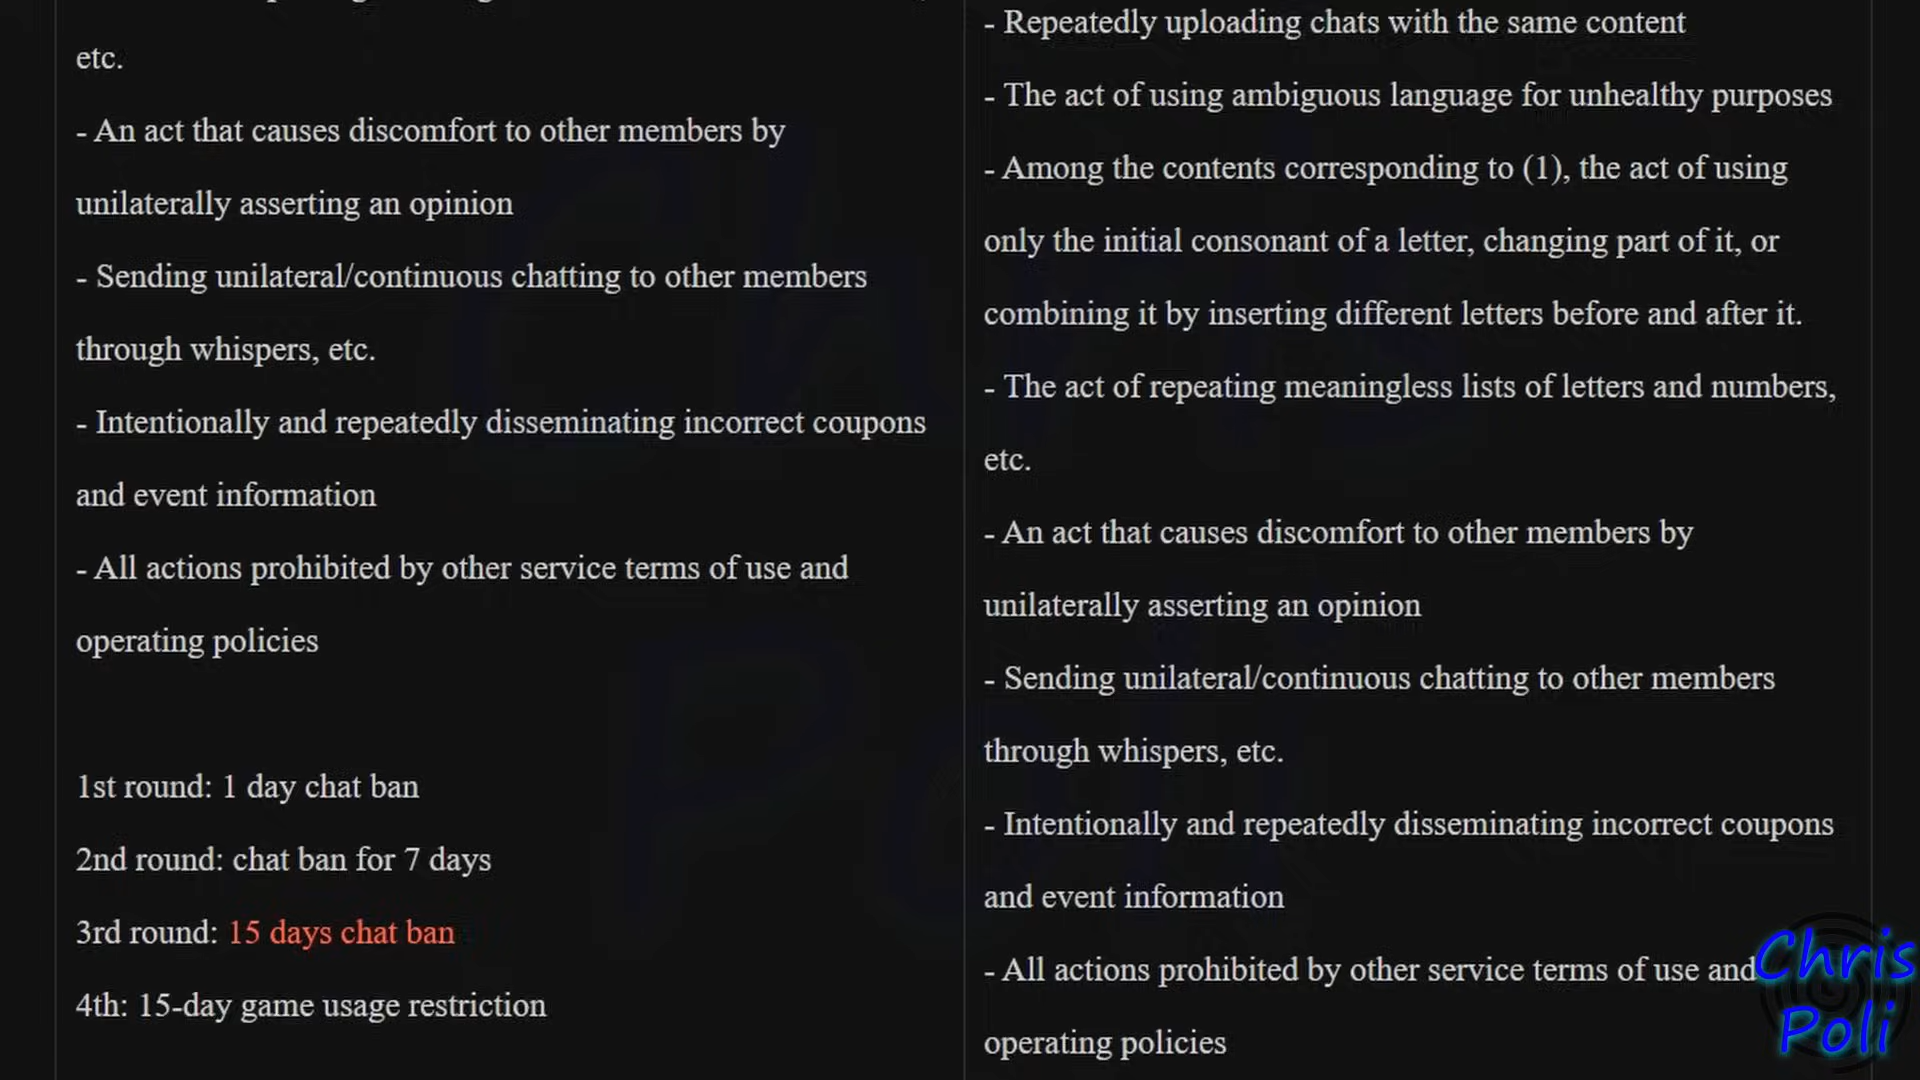 etc.
- An act that causes discomfort to other members by
unilaterally asserting an opinion
- Sending unilateral/continuous chatting to other members
through whispers, etc.
- Intentionally and repeatedly disseminating incorrect coupons
and event information
- All actions prohibited by other service terms of use and
operating policies
1st round: 1 day chat ban
2nd round: chat ban for 7 days
3rd round: 15 days chat ban
4th: 15-day game usage restriction
- Repeatedly uploading chats with the same content
- The act of using ambiguous language for unhealthy purposes
- Among the contents corresponding to (1), the act of using
only the initial consonant of a letter, changing part of it, or
combining it by inserting different letters before and after it.
- The act of repeating meaningless lists of letters and numbers,
etc.
- An act that causes discomfort to other members by
unilaterally asserting an opinion
- Sending unilateral/continuous chatting to other members
through whispers, etc.
- Intentionally and repeatedly disseminating incorrect coupons
and event information
- All actions prohibited by other service terms of use and
operating policies
Chris
Poli